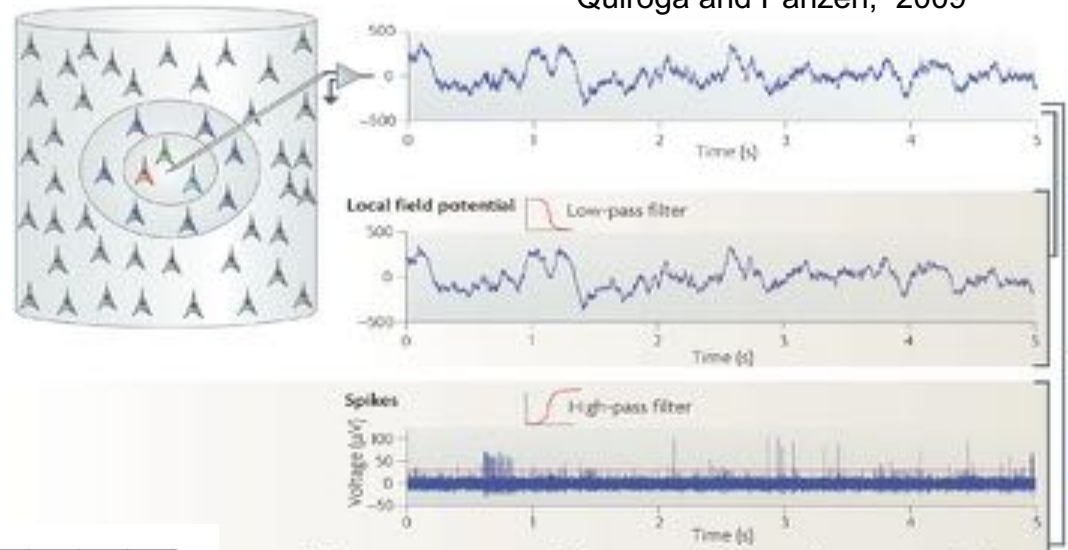 Quiroga and Panzeri, 2009
500
0
-500
0 1 2 3 4 5
Time (s)
Local field potential
Low-pass filter
500
0
-500
0 1 2 3 4 5
Time (s)
Spikes
High-pass filter
Voltage (µV)
100
50
0
-50
0 1 2 3 4 5
Time (s)